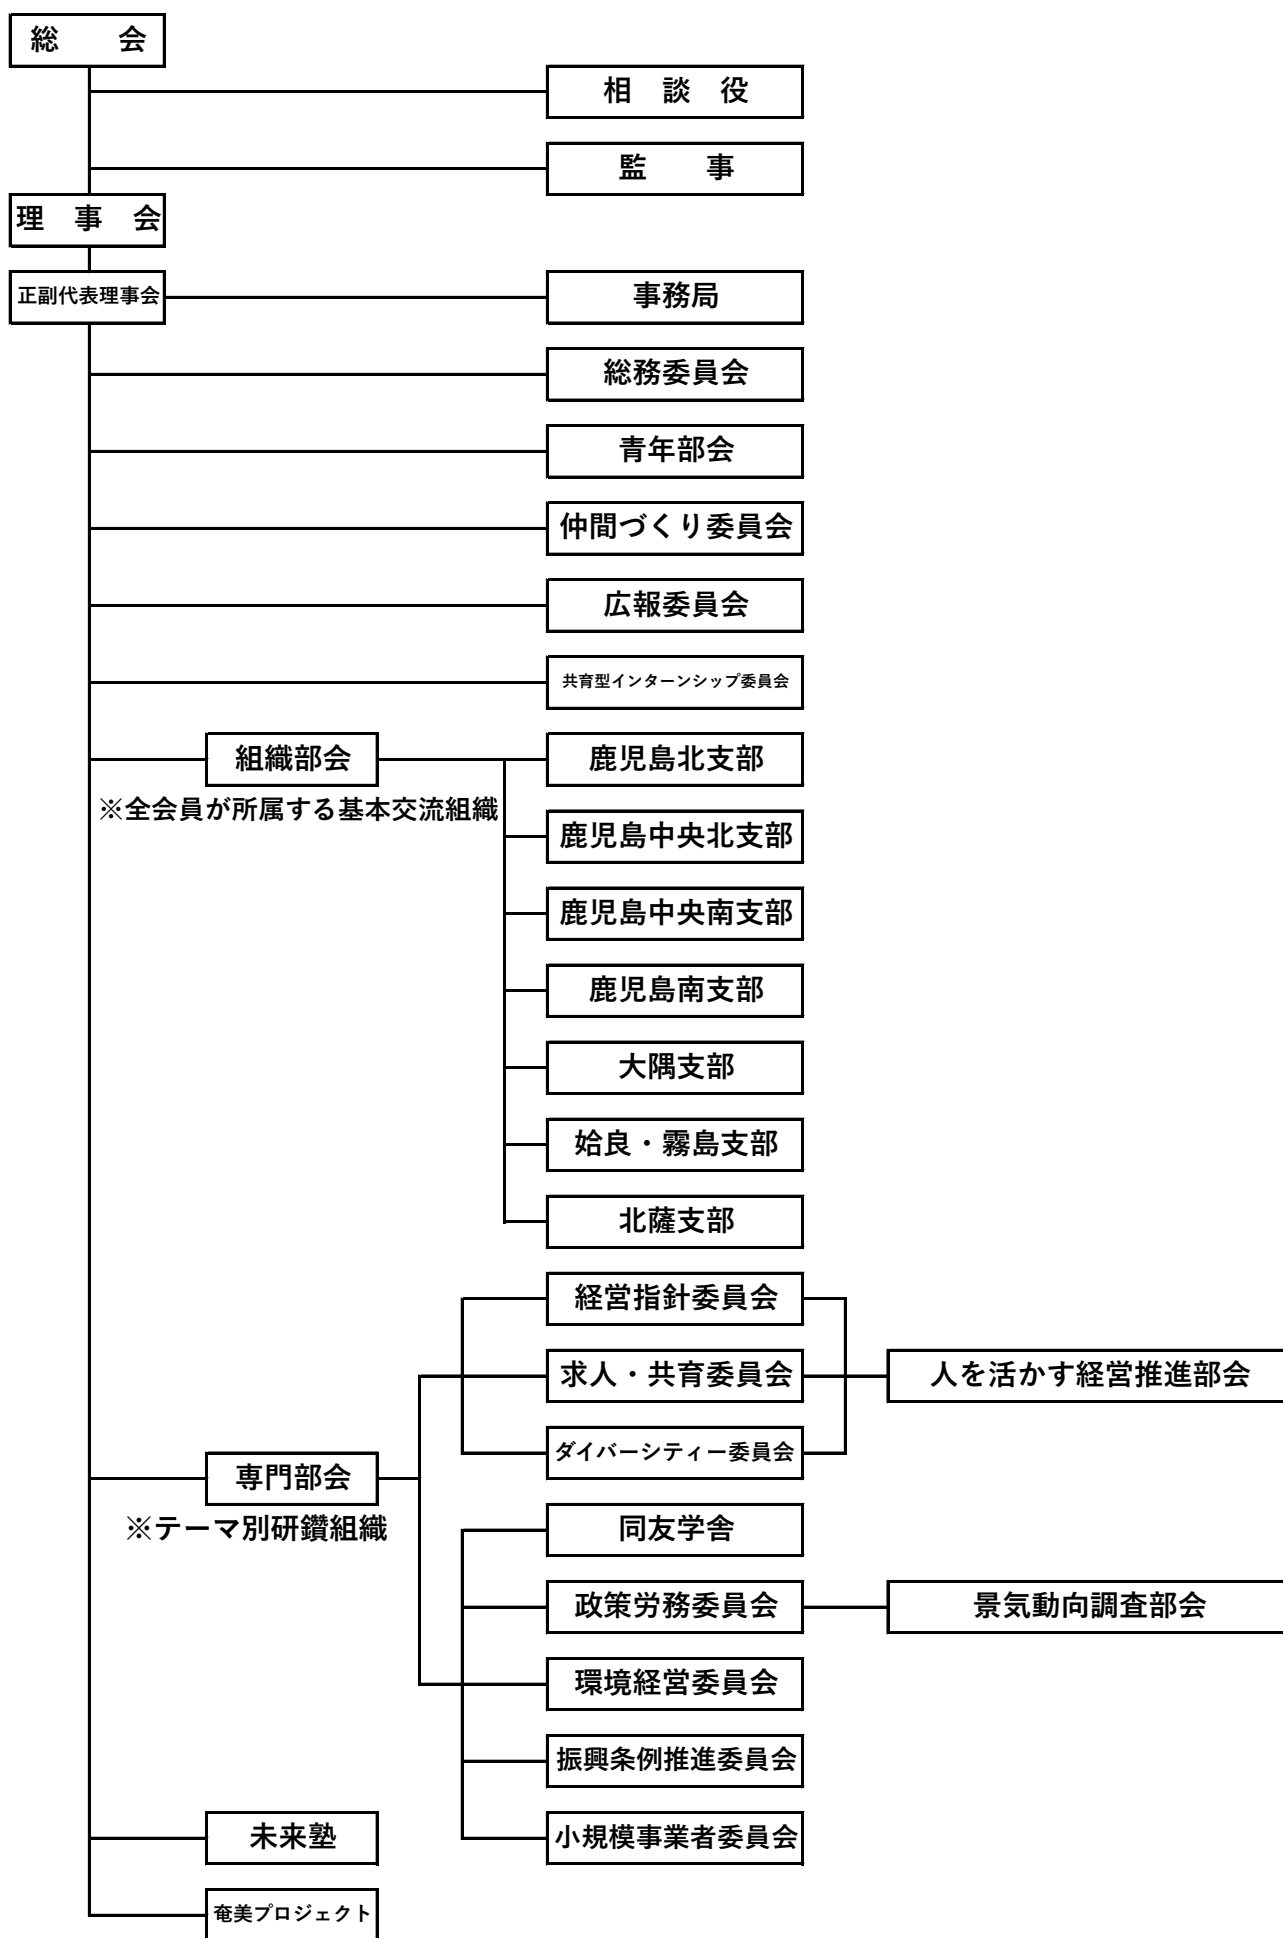 総　　会
相　談　役
監　　事
理　事　会
正副代表理事会
事務局
総務委員会
青年部会
仲間づくり委員会
広報委員会
共育型インターンシップ委員会
組織部会
鹿児島北支部
※全会員が所属する基本交流組織
鹿児島中央北支部
鹿児島中央南支部
鹿児島南支部
大隅支部
姶良・霧島支部
北薩支部
経営指針委員会
求人・共育委員会
人を活かす経営推進部会
ダイバーシティー委員会
専門部会
※テーマ別研鑽組織
同友学舎
政策労務委員会
景気動向調査部会
環境経営委員会
振興条例推進委員会
未来塾
小規模事業者委員会
奄美プロジェクト